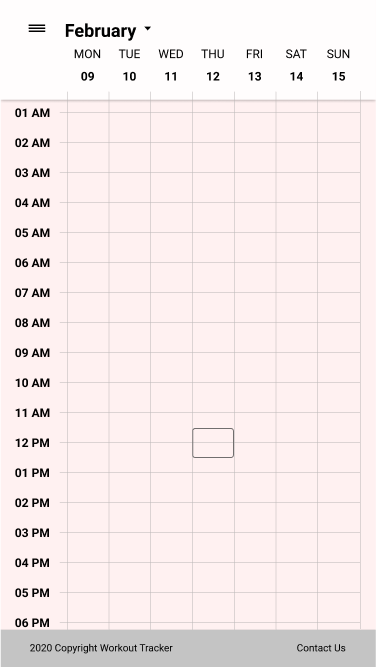 February
MON TUE WED THU FRI SAT SUN
09 10 11 12 13 14 15
01 AM
02 AM
03 AM
04 AM
05 AM
06 AM
07 AM
08 AM
09 AM
10 AM
11 AM
12 PM
01 PM
02 PM
03 PM
04 PM
05 PM
06 PM
2020 Copyright Workout Tracker Contact Us